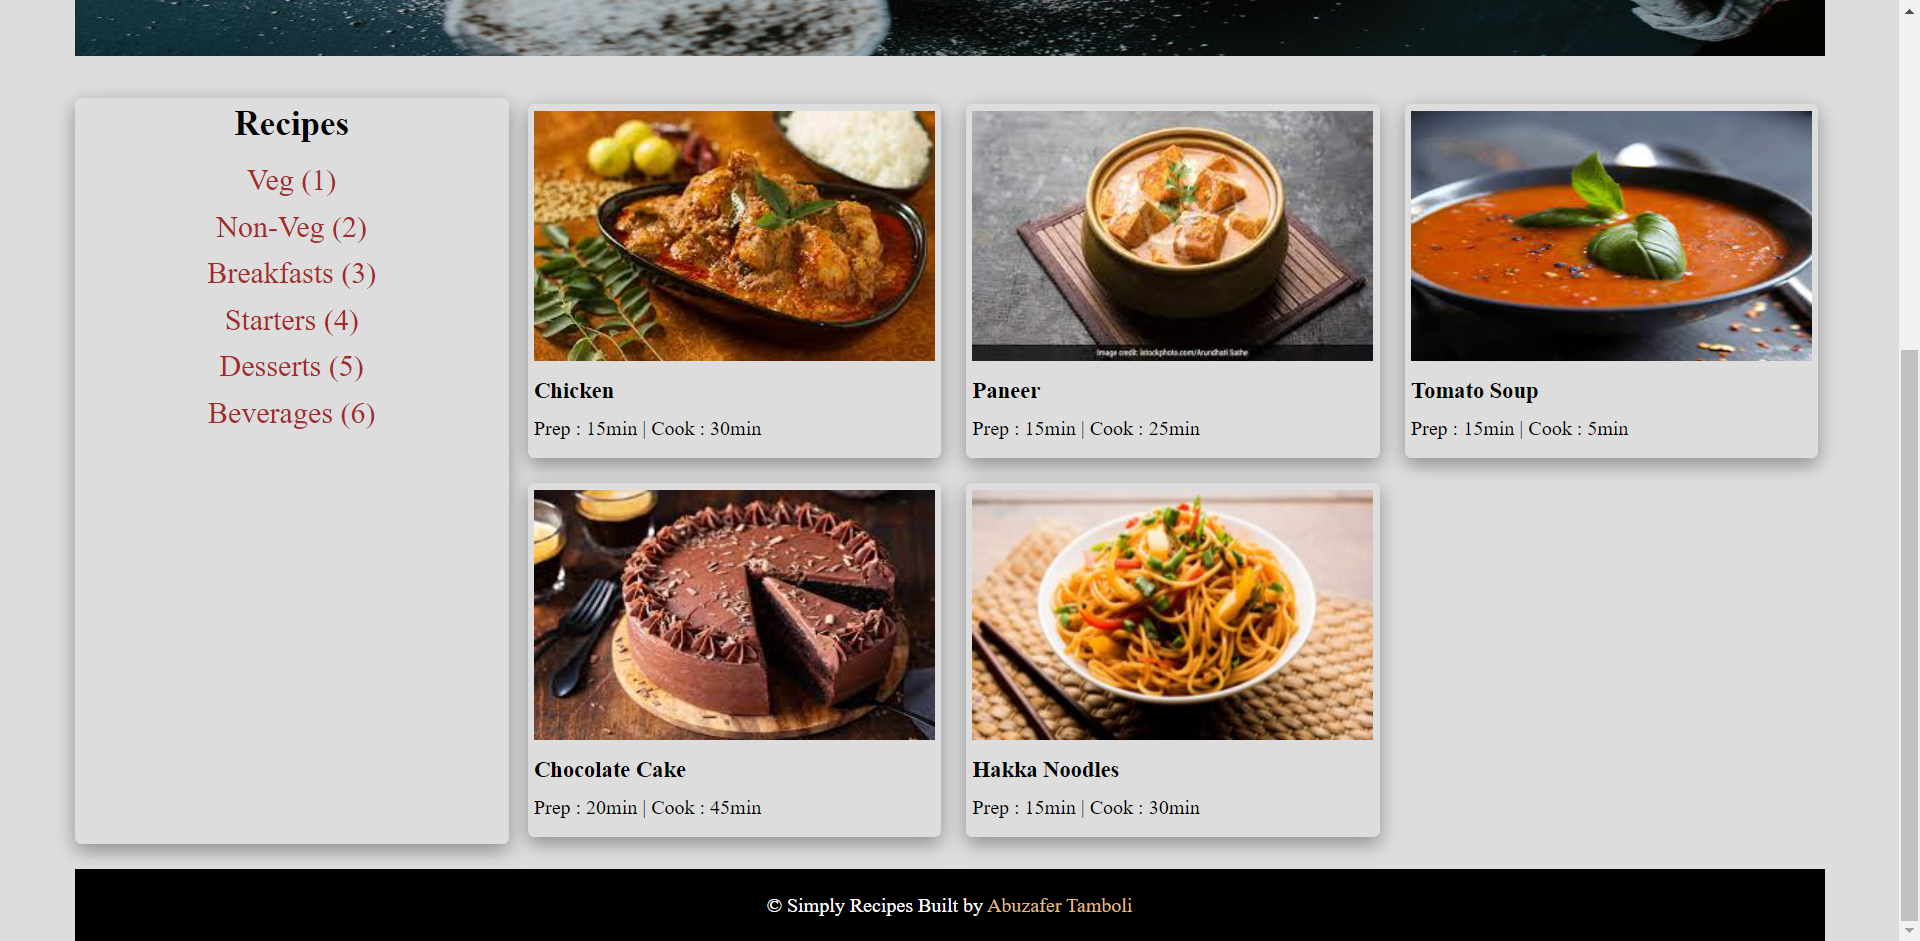 Recipes
Veg (1)
Non-Veg (2)
Breakfasts (3)
Starters (4)
Desserts (5)
Beverages (6)
Image credit: istockphoto.com/Arundhati Sathe
Chicken
Prep : 15min | Cook : 30min
Paneer
Prep : 15min | Cook : 25min
Tomato Soup
Prep : 15min | Cook : 5min
Chocolate Cake
Prep : 20min | Cook : 45min
Hakka Noodles
Prep : 15min | Cook : 30min
© Simply Recipes Built by Abuzafer Tamboli